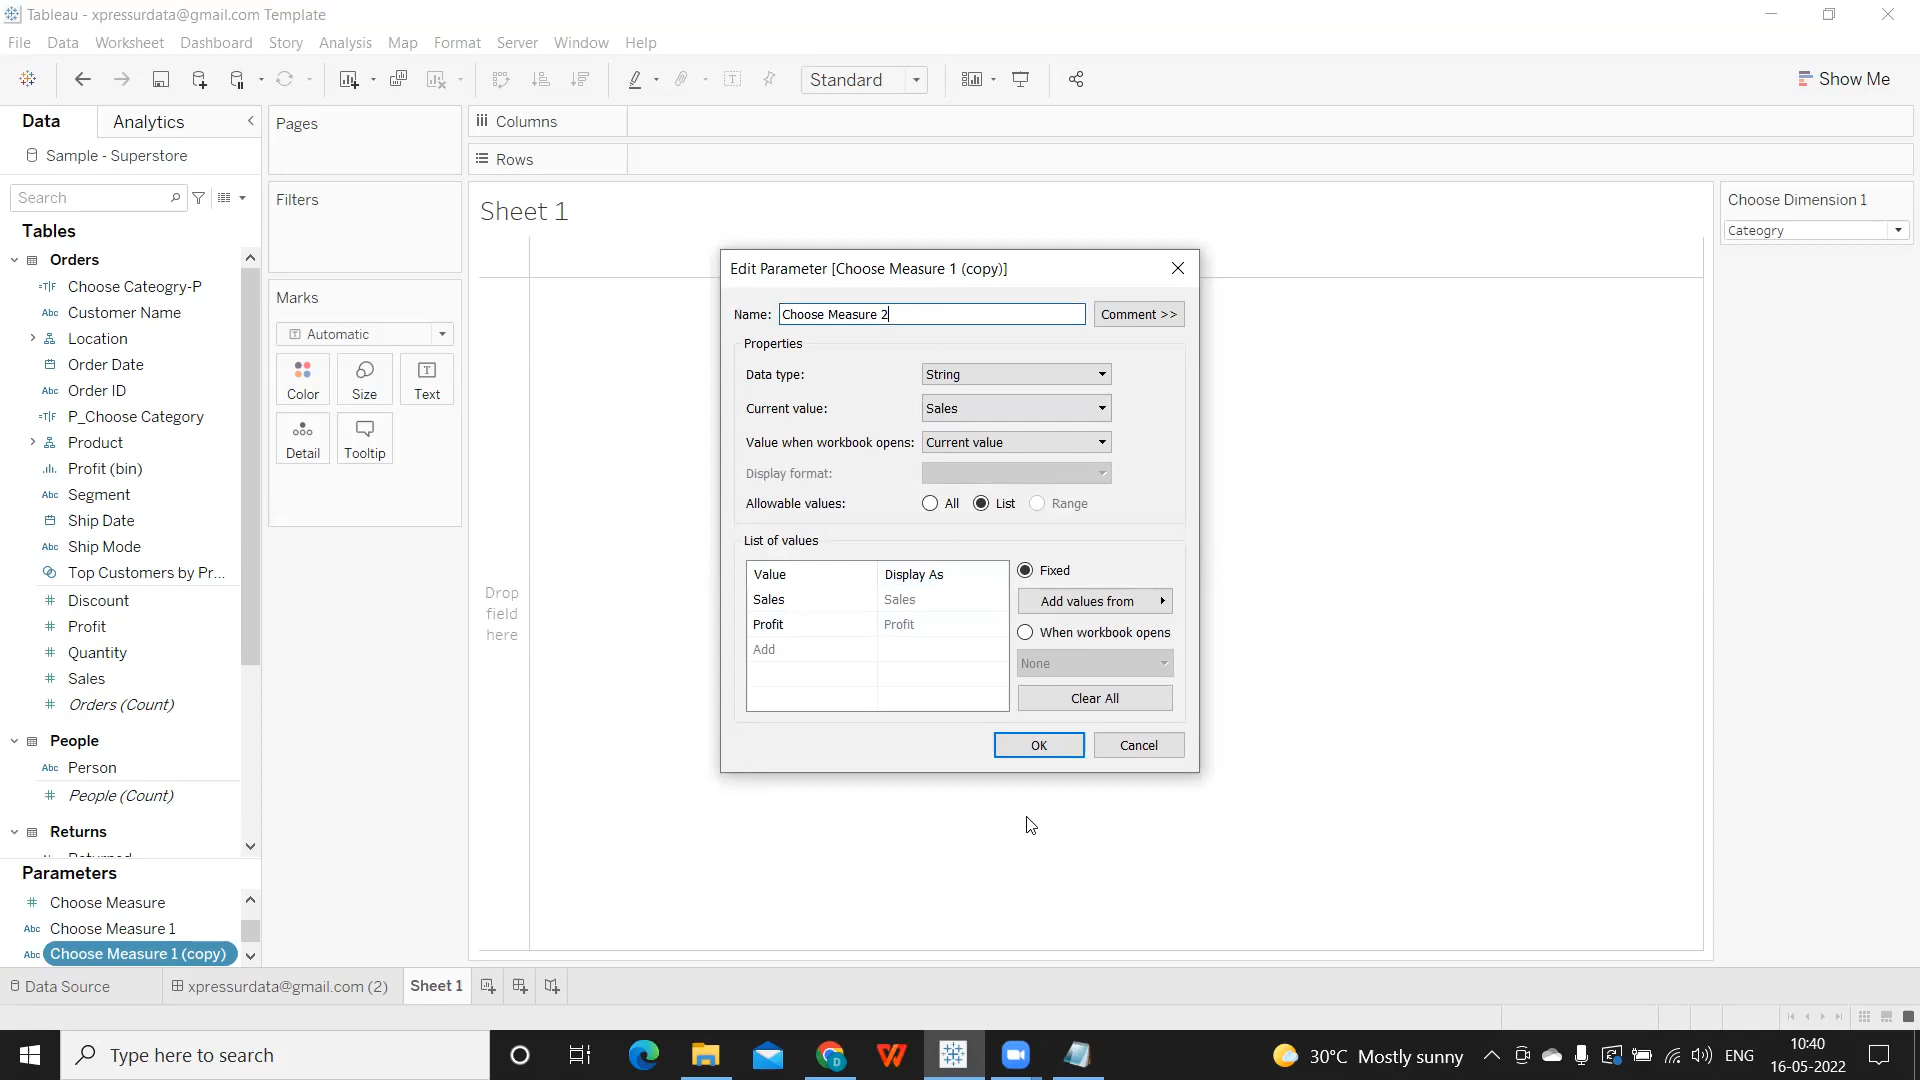 Tableau - xpressurdata@gmail.com Template
File Data Worksheet Dashboard Story Analysis Map Format Server Window Help
Standard
Show Me
Data Analytics
Sample - Superstore
Search
Tables
Orders
Choose Cateogry-P
Customer Name
Location
Order Date
Order ID
P_Choose Category
Product
Profit (bin)
Segment
Ship Date
Ship Mode
Top Customers by Pr...
Discount
Profit
Quantity
Sales
Orders (Count)
People
Person
People (Count)
Returns
Parameters
Choose Measure
Choose Measure 1
Choose Measure 1 (copy)
Pages
Filters
Marks
Automatic
Color Size Text
Detail Tooltip
Columns
Rows
Sheet 1
Drop
field
here
Choose Dimension 1
Cateogry
Edit Parameter [Choose Measure 1 (copy)]
Name: Choose Measure 2 Comment >>
Properties
Data type: String
Current value: Sales
Value when workbook opens: Current value
Display format:
Allowable values: All List Range
List of values
Value Display As
Sales Sales
Profit Profit
Add
Fixed
Add values from
When workbook opens
None
Clear All
OK Cancel
Data Source xpressurdata@gmail.com (2) Sheet 1
Type here to search
30°C Mostly sunny
ENG
10:40
16-05-2022